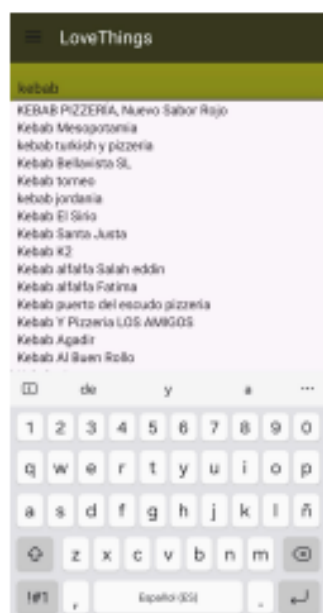 LoveThings
kebab
KEBAB PIZZERÍA, Nuevo Sabor Rojo
Kebab Mesopotamia
kebab turkish y pizzeria
Kebab Bellavista SL
Kebab torneo
kebab jordania
Kebab El Sirio
Kebab Santa Justa
Kebab K2
Kebab alfalfa Salah eddin
Kebab alfalfa Fatima
Kebab puerto del escudo pizzeria
Kebab Y Pizzeria LOS AMIGOS
Kebab Agadir
Kebab Al Buen Rollo
de y a ...
1 2 3 4 5 6 7 8 9 0
q w e r t y u i o p
a s d f g h j k l ñ
z x c v b n m
!#1 , Español (ES) .